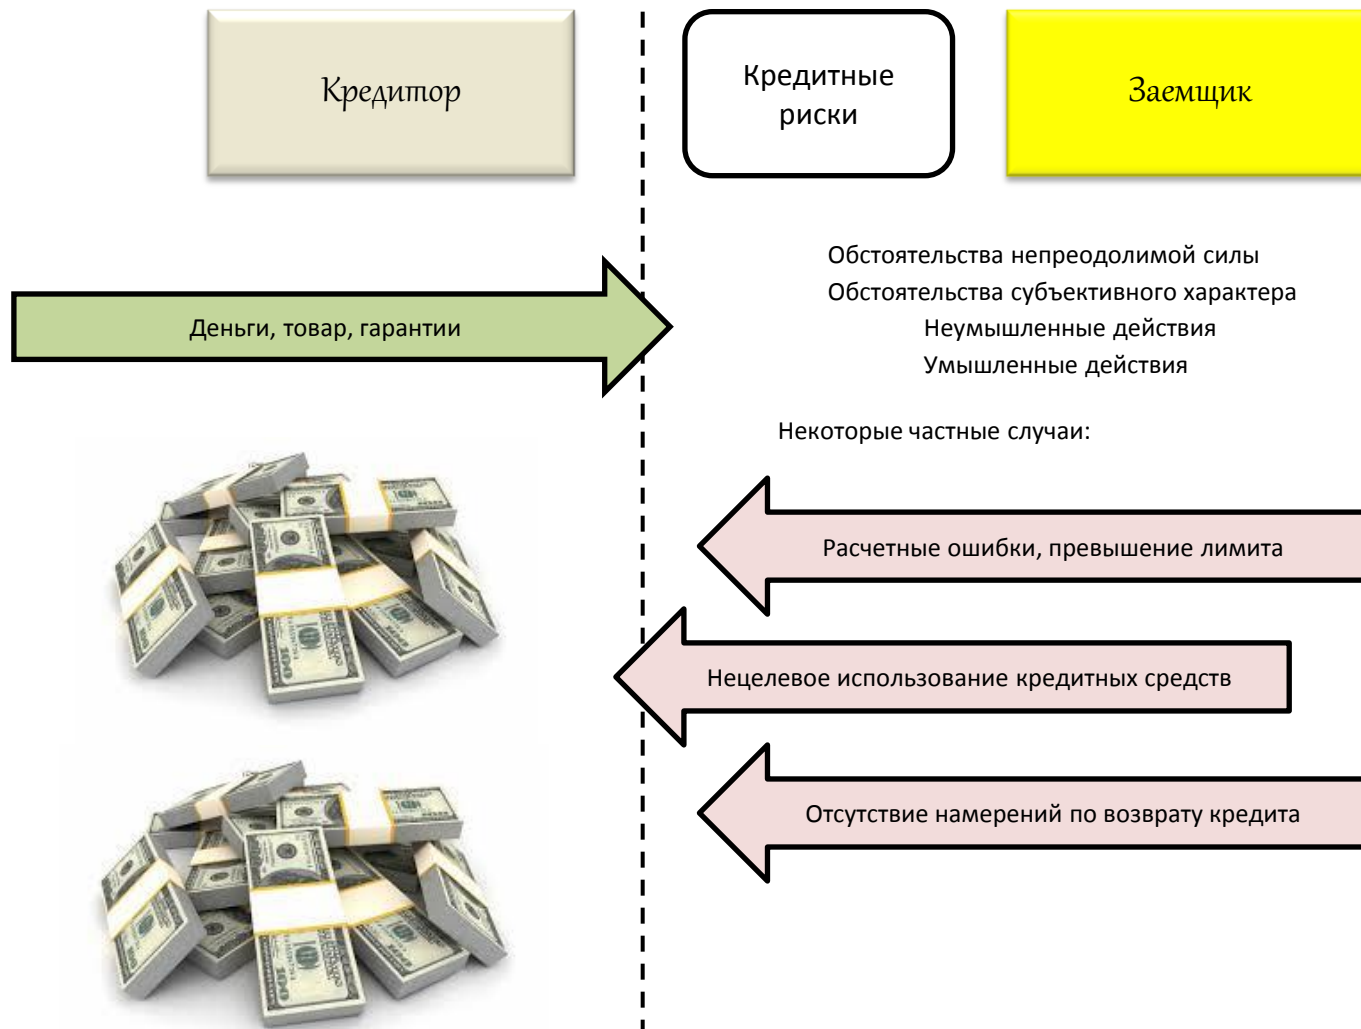 Кредитор
Кредитные
риски
Заемщик
Деньги, товар, гарантии
Обстоятельства непреодолимой силы
Обстоятельства субъективного характера
Неумышленные действия
Умышленные действия
Некоторые частные случаи:
Расчетные ошибки, превышение лимита
Нецелевое использование кредитных средств
Отсутствие намерений по возврату кредита